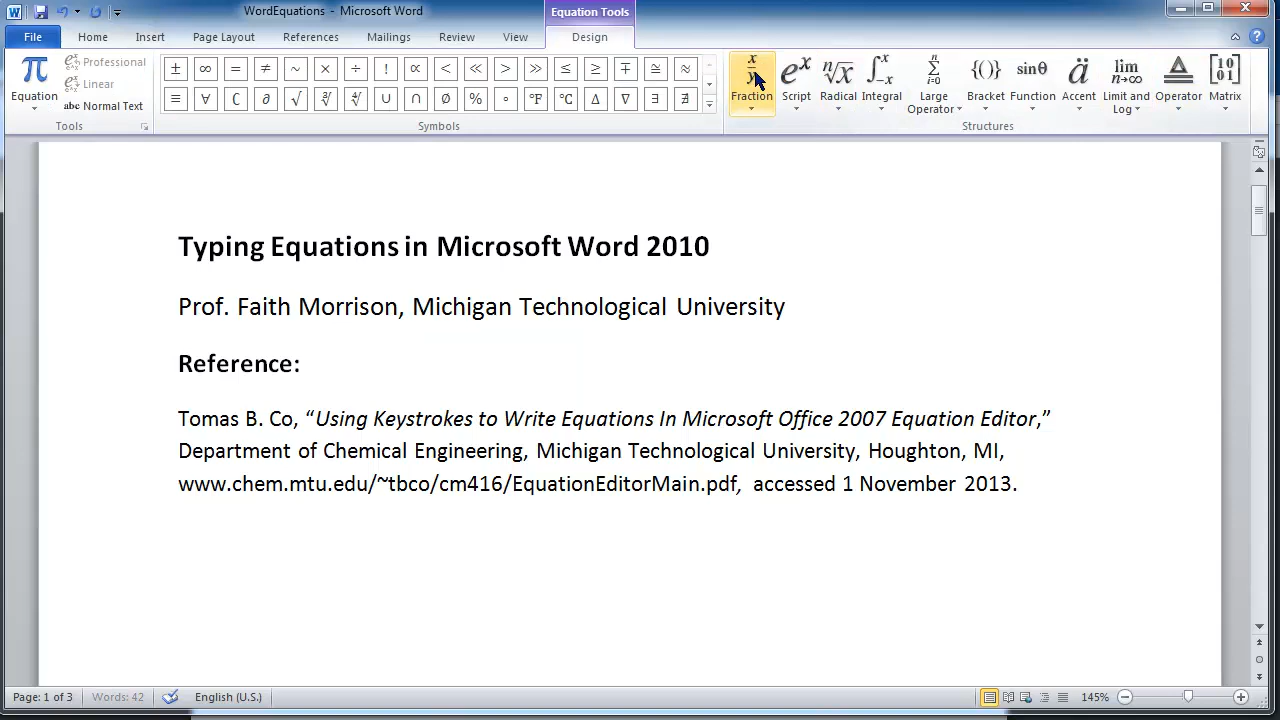 WordEquations - Microsoft Word
Equation Tools
File Home Insert Page Layout References Mailings Review View Design
π Equation
Professional
Linear
abc Normal Text
Tools
± ∞ = ≠ ~ × ÷ ! ∝ < ≪ > ≫ ≤ ≥ ∓ ≅ ≈
≡ ∀ ∁ ∂ √ ∛ ∜ ∪ ∩ ∅ % ° °F °C ∆ ∇ ∃ ∄
Symbols
Fraction Script Radical Integral Large Operator Bracket Function Accent Limit and Log Operator Matrix
Structures
Typing Equations in Microsoft Word 2010
Prof. Faith Morrison, Michigan Technological University
Reference:
Tomas B. Co, “Using Keystrokes to Write Equations In Microsoft Office 2007 Equation Editor,”
Department of Chemical Engineering, Michigan Technological University, Houghton, MI,
www.chem.mtu.edu/~tbco/cm416/EquationEditorMain.pdf, accessed 1 November 2013.
Page: 1 of 3 Words: 42 English (U.S.) 145%